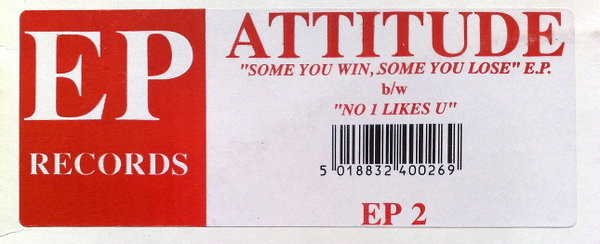 EP
RECORDS
ATTITUDE
"SOME YOU WIN, SOME YOU LOSE" E.P.
b/w
"NO 1 LIKES U"
5 018832 400269
EP 2